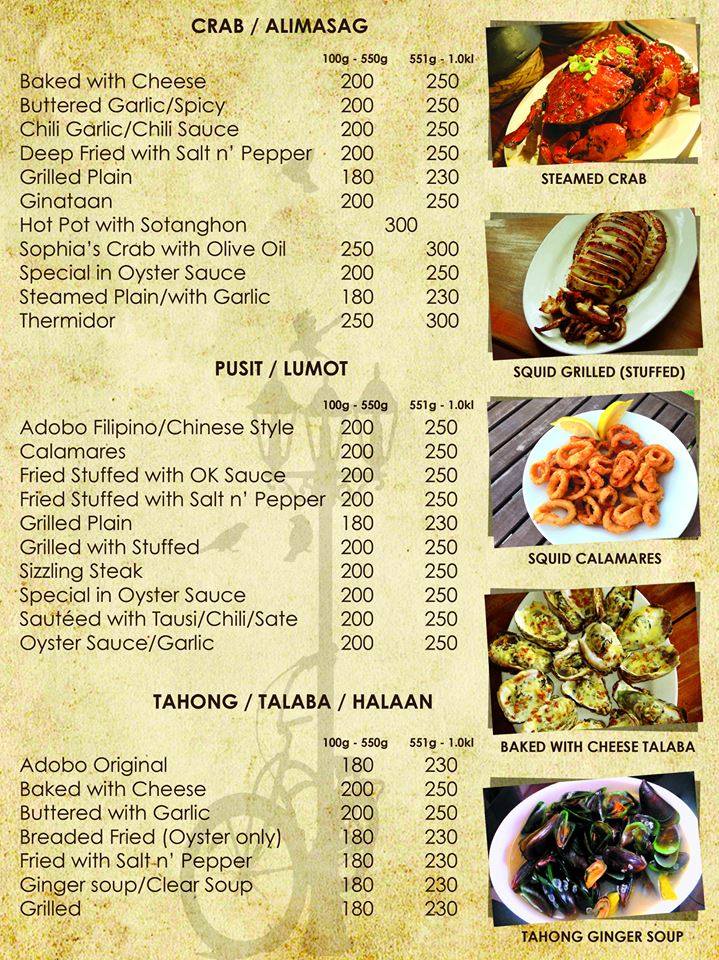 CRAB / ALIMASAG
100g - 550g 551g - 1.0kl
Baked with Cheese 200 250
Buttered Garlic/Spicy 200 250
Chili Garlic/Chili Sauce 200 250
Deep Fried with Salt n' Pepper 200 250
Grilled Plain 180 230
Ginataan 200 250
Hot Pot with Sotanghon 300
Sophia's Crab with Olive Oil 250 300
Special in Oyster Sauce 200 250
Steamed Plain/with Garlic 180 230
Thermidor 250 300
STEAMED CRAB
SQUID GRILLED (STUFFED)
PUSIT / LUMOT
100g - 550g 551g - 1.0kl
Adobo Filipino/Chinese Style 200 250
Calamares 200 250
Fried Stuffed with OK Sauce 200 250
Fried Stuffed with Salt n' Pepper 200 250
Grilled Plain 180 230
Grilled with Stuffed 200 250
Sizzling Steak 200 250
Special in Oyster Sauce 200 250
Sautéed with Tausi/Chili/Sate 200 250
Oyster Sauce/Garlic 200 250
SQUID CALAMARES
TAHONG / TALABA / HALAAN
100g - 550g 551g - 1.0kl
Adobo Original 180 230
Baked with Cheese 200 250
Buttered with Garlic 200 250
Breaded Fried (Oyster only) 180 230
Fried with Salt n' Pepper 180 230
Ginger soup/Clear Soup 180 230
Grilled 180 230
BAKED WITH CHEESE TALABA
TAHONG GINGER SOUP